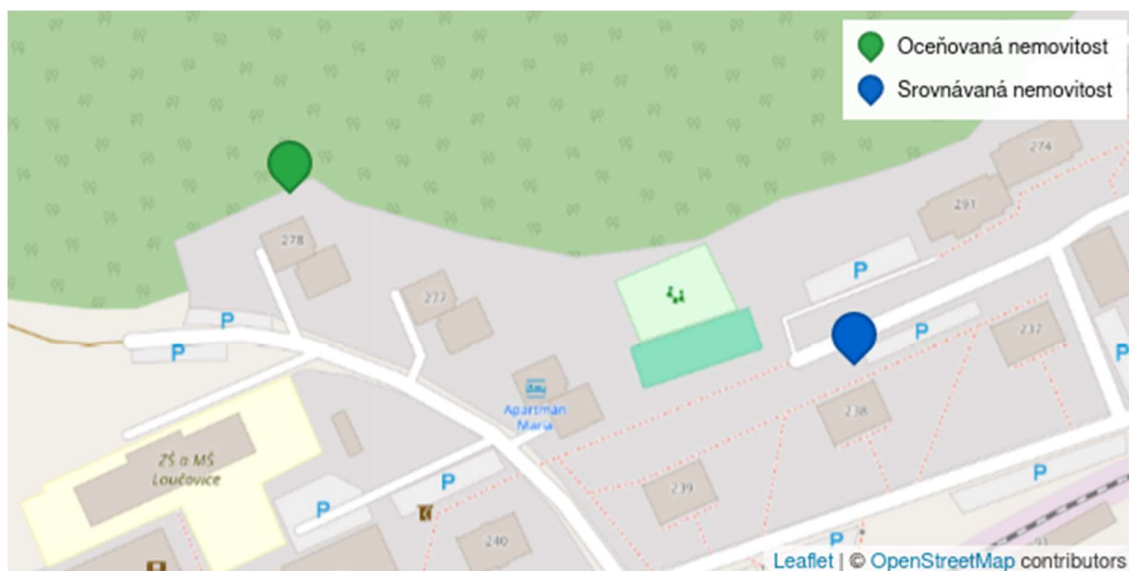 Oceňovaná nemovitost
Srovnávaná nemovitost
274
291
278
P
277
P
P
P
237
P
P
Apartmán
Maria
238
ZŠ a MŠ
Loučovice
P
P
239
P
240
P
Leaflet | © OpenStreetMap contributors